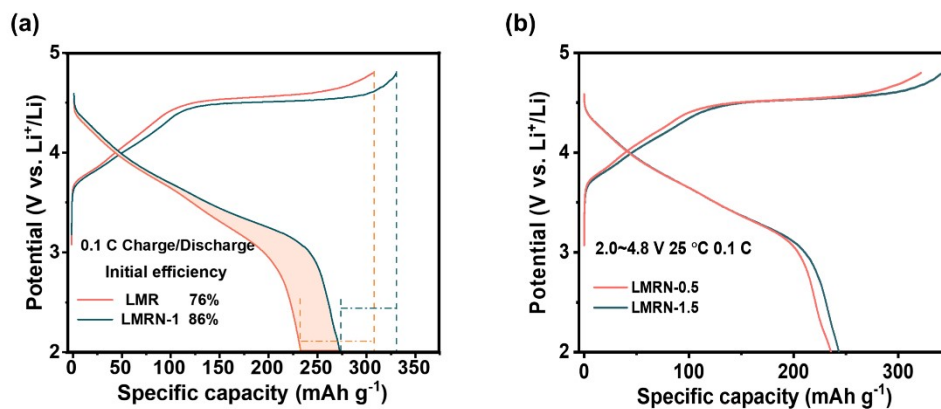 (a)
5
4
3
2
Potential (V vs. Li⁺/Li)
0.1 C Charge/Discharge
Initial efficiency
LMR 76%
LMRN-1 86%
0 50 100 150 200 250 300 350
Specific capacity (mAh g⁻¹)
(b)
5
4
3
2
Potential (V vs. Li⁺/Li)
2.0~4.8 V 25 °C 0.1 C
LMRN-0.5
LMRN-1.5
0 100 200 300
Specific capacity (mAh g⁻¹)